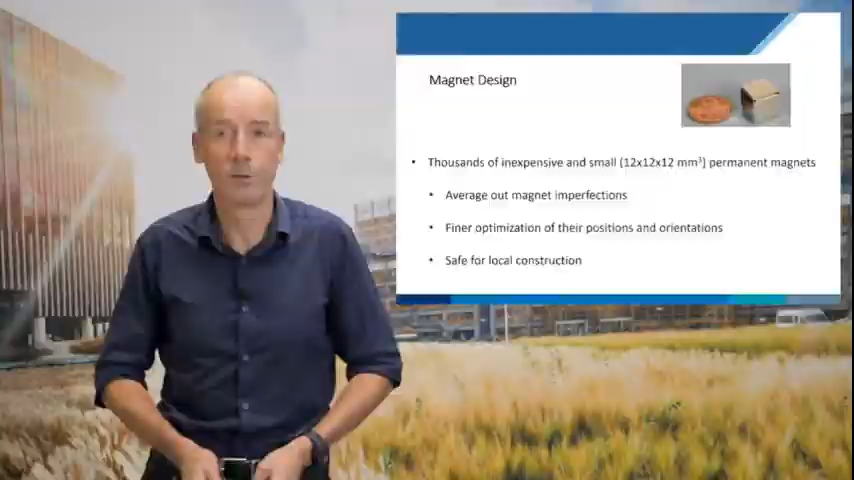 Magnet Design
• Thousands of inexpensive and small (12x12x12 mm³) permanent magnets
• Average out magnet imperfections
• Finer optimization of their positions and orientations
• Safe for local construction